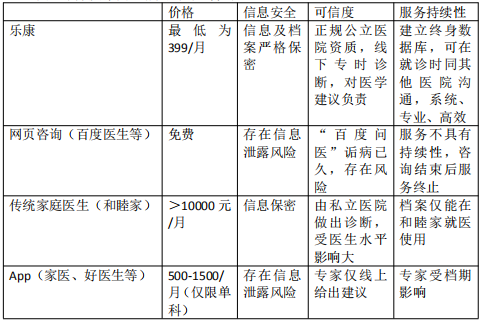 价格
信息安全
可信度
服务持续性
乐康
最低为
399/月
信息及档
案严格保
密
正规公立医
院资质，线
下专时诊
断，对医学
建议负责
建立终身数
据库，可在
就诊时同其
他医院沟
通，系统、
专业、高效
网页咨询（百度医生等）
免费
存在信息
泄露风险
“百度问
医”诟病已
久，存在风
险
服务不具有
持续性，咨
询结束后服
务终止
传统家庭医生（和睦家）
＞10000 元
/月
信息保密
由私立医院
做出诊断，
受医生水平
影响大
档案仅能在
和睦家就医
使用
App（家医、好医生等）
500-1500/
月（仅限单
科）
存在信息
泄露风险
专家仅线上
给出建议
专家受档期
影响